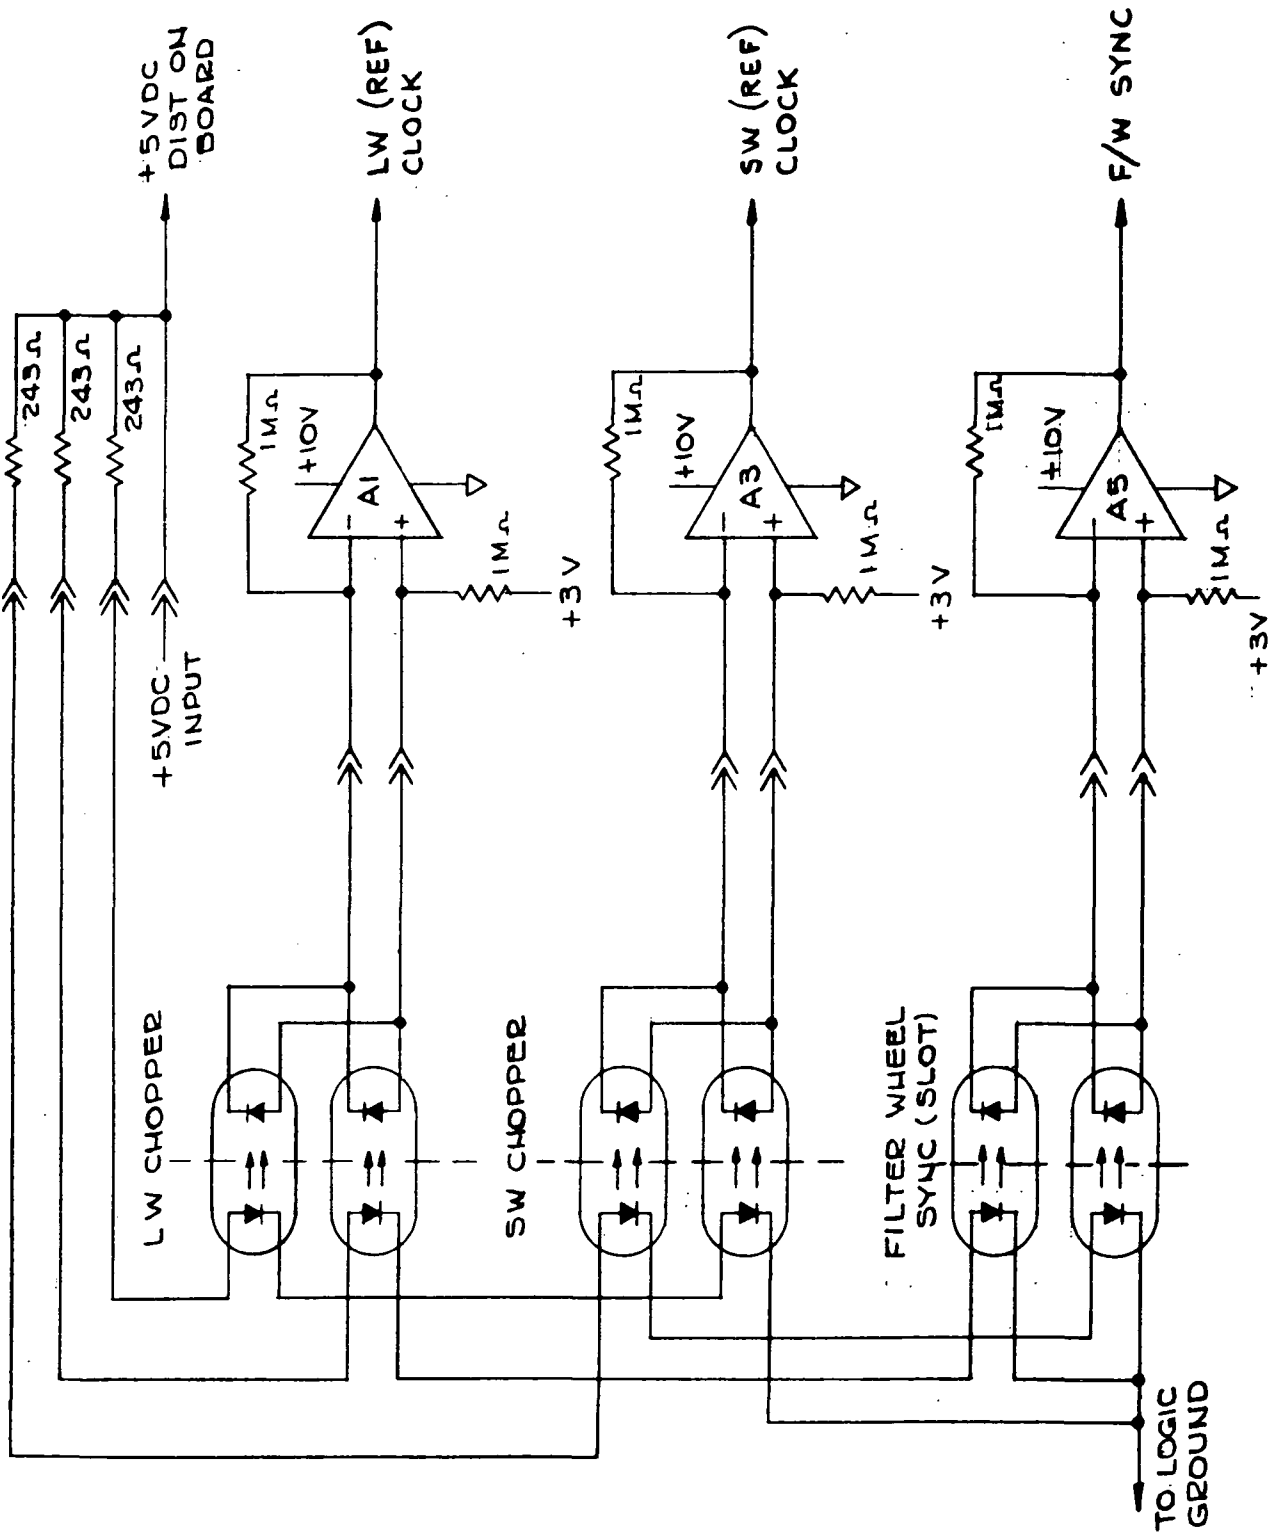 +5VDC
DIST ON
BOARD
LW (REF)
CLOCK
SW (REF)
CLOCK
F/W SYNC
243Ω
243Ω
243Ω
+5VDC
INPUT
1MΩ
+10V
A1
-
+
1MΩ
+3V
1MΩ
+10V
A3
-
+
1MΩ
+3V
1MΩ
+10V
A5
-
+
1MΩ
+3V
LW CHOPPER
SW CHOPPER
FILTER WHEEL
SYNC (SLOT)
TO LOGIC
GROUND